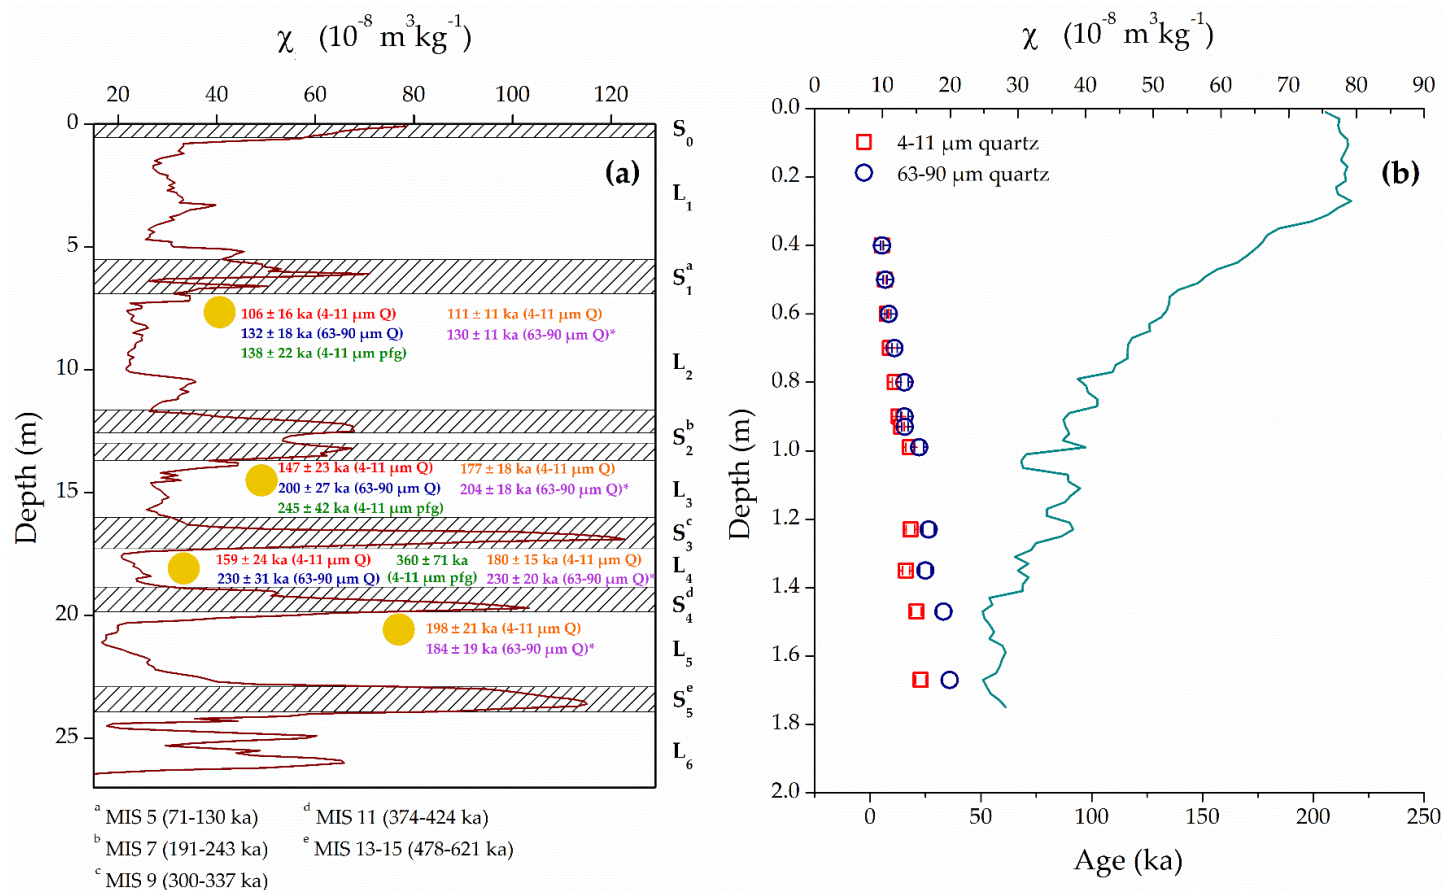 χ (10⁻⁸ m³kg⁻¹)
20 40 60 80 100 120
0
5
10
15
20
25
Depth (m)
(a)
S₀
L₁
S₁ᵃ
L₂
S₂ᵇ
L₃
S₃ᶜ
L₄
S₄ᵈ
L₅
S₅ᵉ
L₆
106 ± 16 ka (4-11 µm Q)
132 ± 18 ka (63-90 µm Q)
138 ± 22 ka (4-11 µm pfg)
111 ± 11 ka (4-11 µm Q)
130 ± 11 ka (63-90 µm Q)*
147 ± 23 ka (4-11 µm Q)
200 ± 27 ka (63-90 µm Q)
245 ± 42 ka (4-11 µm pfg)
177 ± 18 ka (4-11 µm Q)
204 ± 18 ka (63-90 µm Q)*
159 ± 24 ka (4-11 µm Q)
230 ± 31 ka (63-90 µm Q)
360 ± 71 ka
(4-11 µm pfg)
180 ± 15 ka (4-11 µm Q)
230 ± 20 ka (63-90 µm Q)*
198 ± 21 ka (4-11 µm Q)
184 ± 19 ka (63-90 µm Q)*
ᵃ MIS 5 (71-130 ka)
ᵇ MIS 7 (191-243 ka)
ᶜ MIS 9 (300-337 ka)
ᵈ MIS 11 (374-424 ka)
ᵉ MIS 13-15 (478-621 ka)
χ (10⁻⁸ m³kg⁻¹)
0 10 20 30 40 50 60 70 80 90
0.0
0.2
0.4
0.6
0.8
1.0
1.2
1.4
1.6
1.8
2.0
Depth (m)
4-11 µm quartz
63-90 µm quartz
(b)
0 50 100 150 200 250
Age (ka)